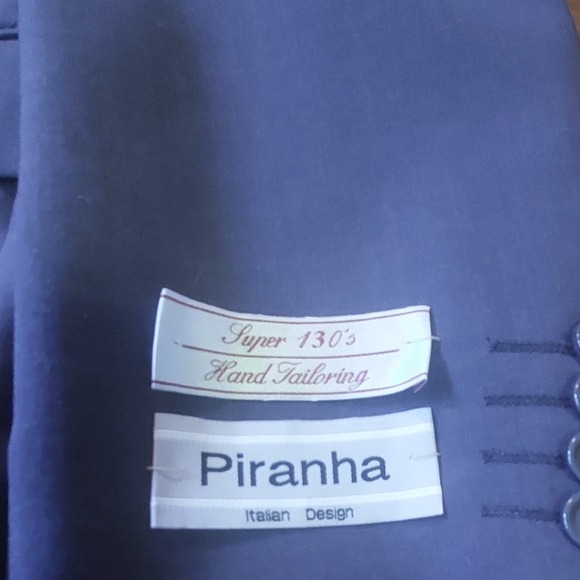 Super 130's
Hand Tailoring
Piranha
Italian Design